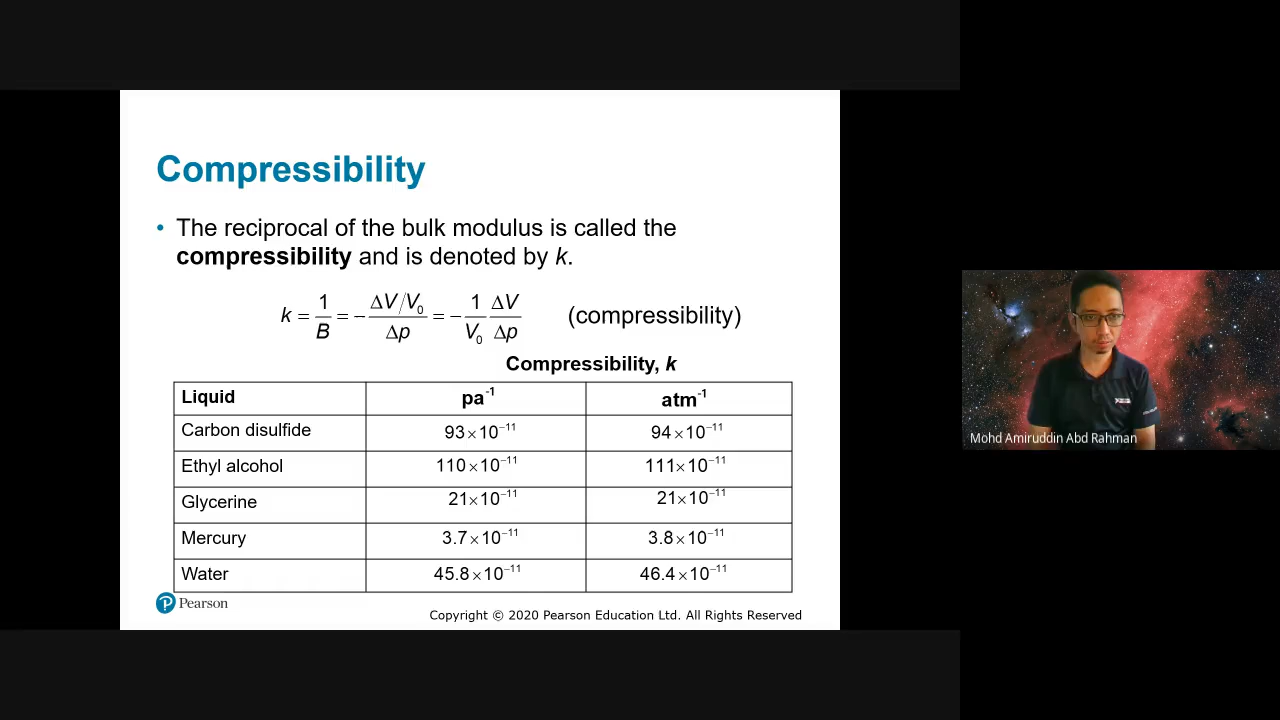 Compressibility
• The reciprocal of the bulk modulus is called the
compressibility and is denoted by k.
k = 1/B = − (ΔV/V₀)/Δp = − (1/V₀) (ΔV/Δp) (compressibility)
Compressibility, k
Liquid pa⁻¹ atm⁻¹
Carbon disulfide 93×10⁻¹¹ 94×10⁻¹¹
Ethyl alcohol 110×10⁻¹¹ 111×10⁻¹¹
Glycerine 21×10⁻¹¹ 21×10⁻¹¹
Mercury 3.7×10⁻¹¹ 3.8×10⁻¹¹
Water 45.8×10⁻¹¹ 46.4×10⁻¹¹
P Pearson
Copyright © 2020 Pearson Education Ltd. All Rights Reserved
Mohd Amiruddin Abd Rahman